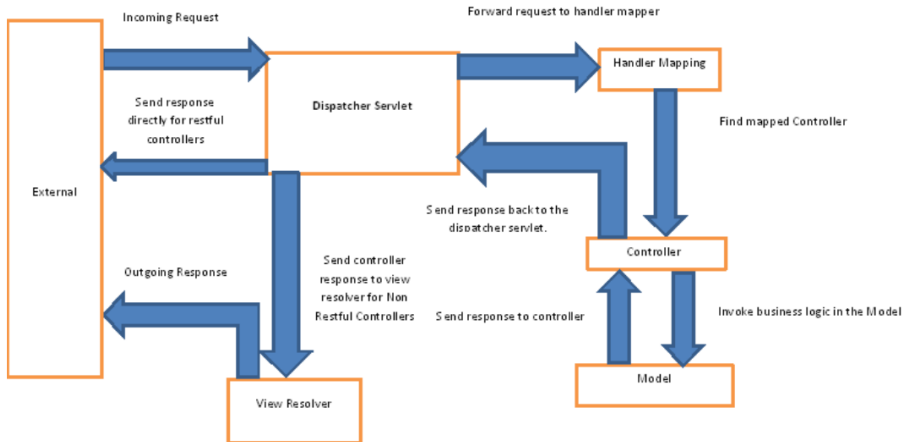 Incoming Request
Forward request to handler mapper
Handler Mapping
Dispatcher Servlet
Send response
directly for restful
controllers
Find mapped Controller
External
Send response back to the
dispatcher servlet.
Controller
Send controller
response to view
resolver for Non
Restful Controllers
Outgoing Response
Send response to controller
Invoke business logic in the Model
Model
View Resolver